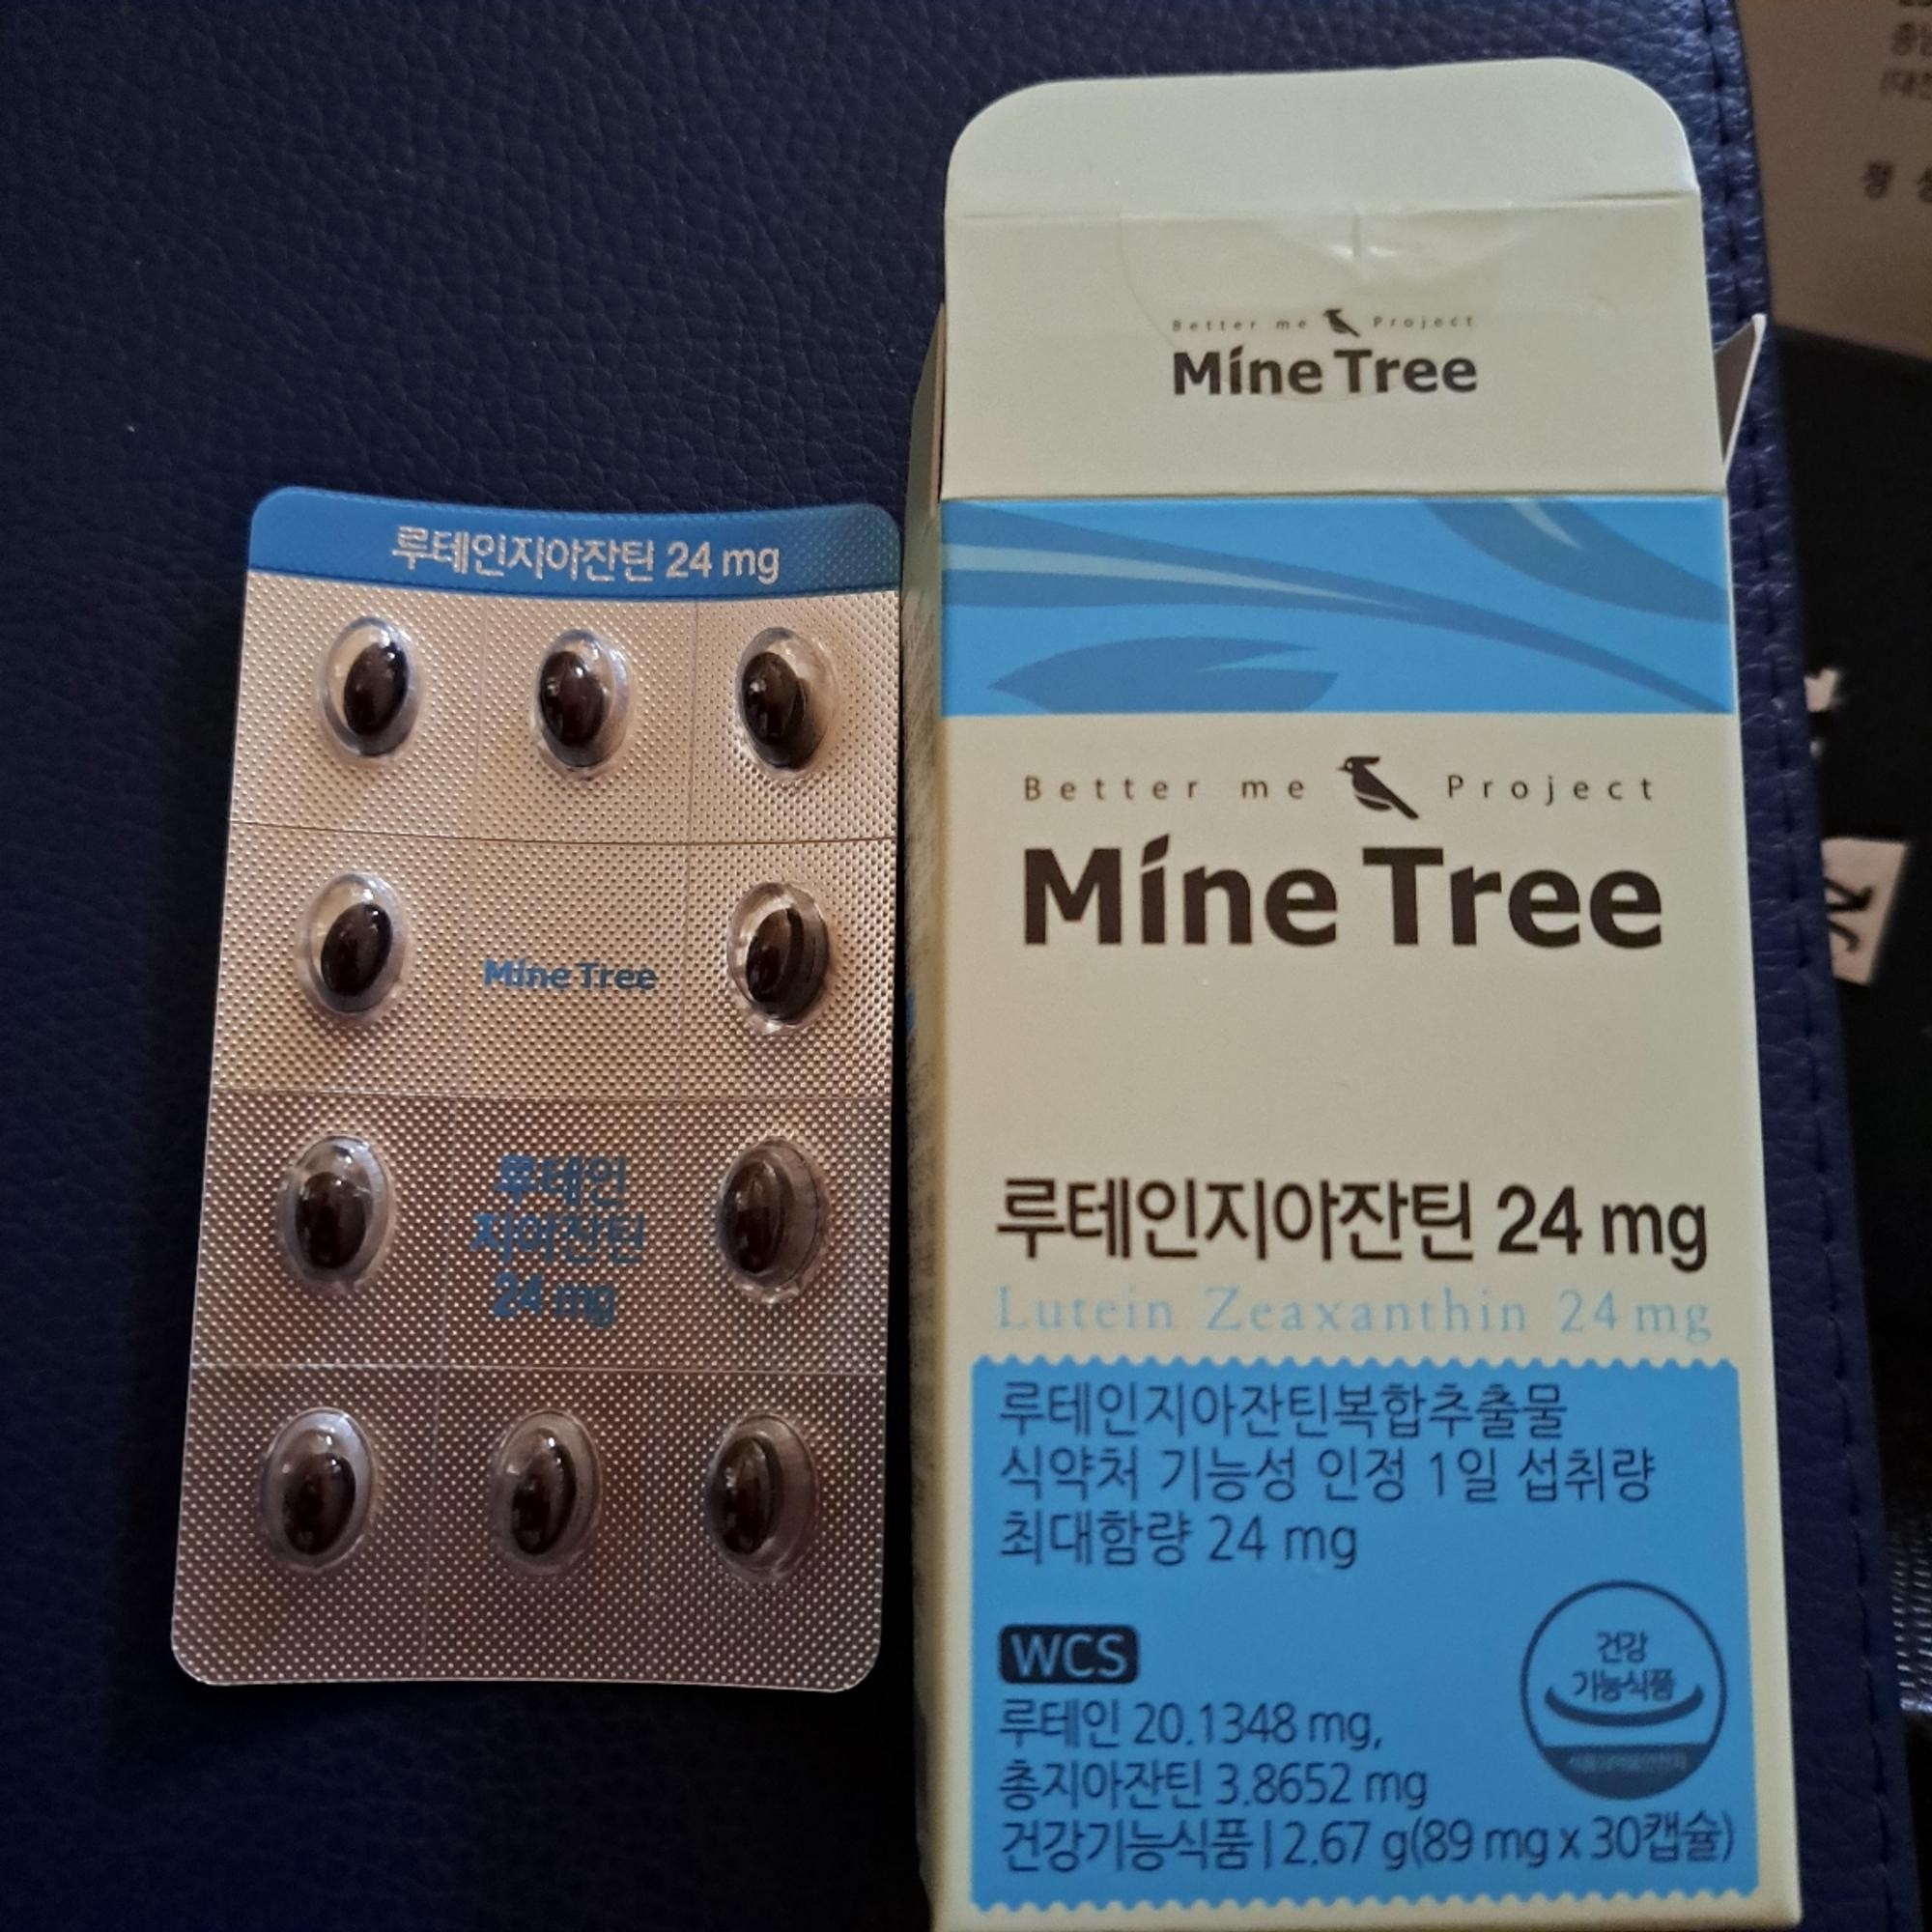 루테인지아잔틴 24 mg
Mine Tree
루테인
지아잔틴
24 mg
Better me Project
Mine Tree
Better me Project
Mine Tree
루테인지아잔틴 24 mg
Lutein Zeaxanthin 24 mg
루테인지아잔틴복합추출물
식약처 기능성 인정 1일 섭취량
최대함량 24 mg
WCS
루테인 20.1348 mg,
총지아잔틴 3.8652 mg
건강기능식품 | 2.67 g(89 mg x 30캡슐)
건강
기능식품